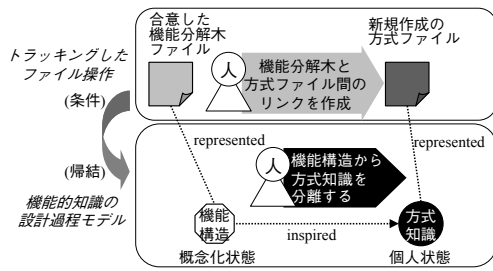 合意した
機能分解木
ファイル
新規作成の
方式ファイル
トラッキングした
ファイル操作
人
機能分解木と
方式ファイル間の
リンクを作成
(条件)
represented
represented
人
機能構造から
方式知識を
分離する
(帰結)
機能的知識の
設計過程モデル
機能
構造
inspired
方式
知識
概念化状態
個人状態